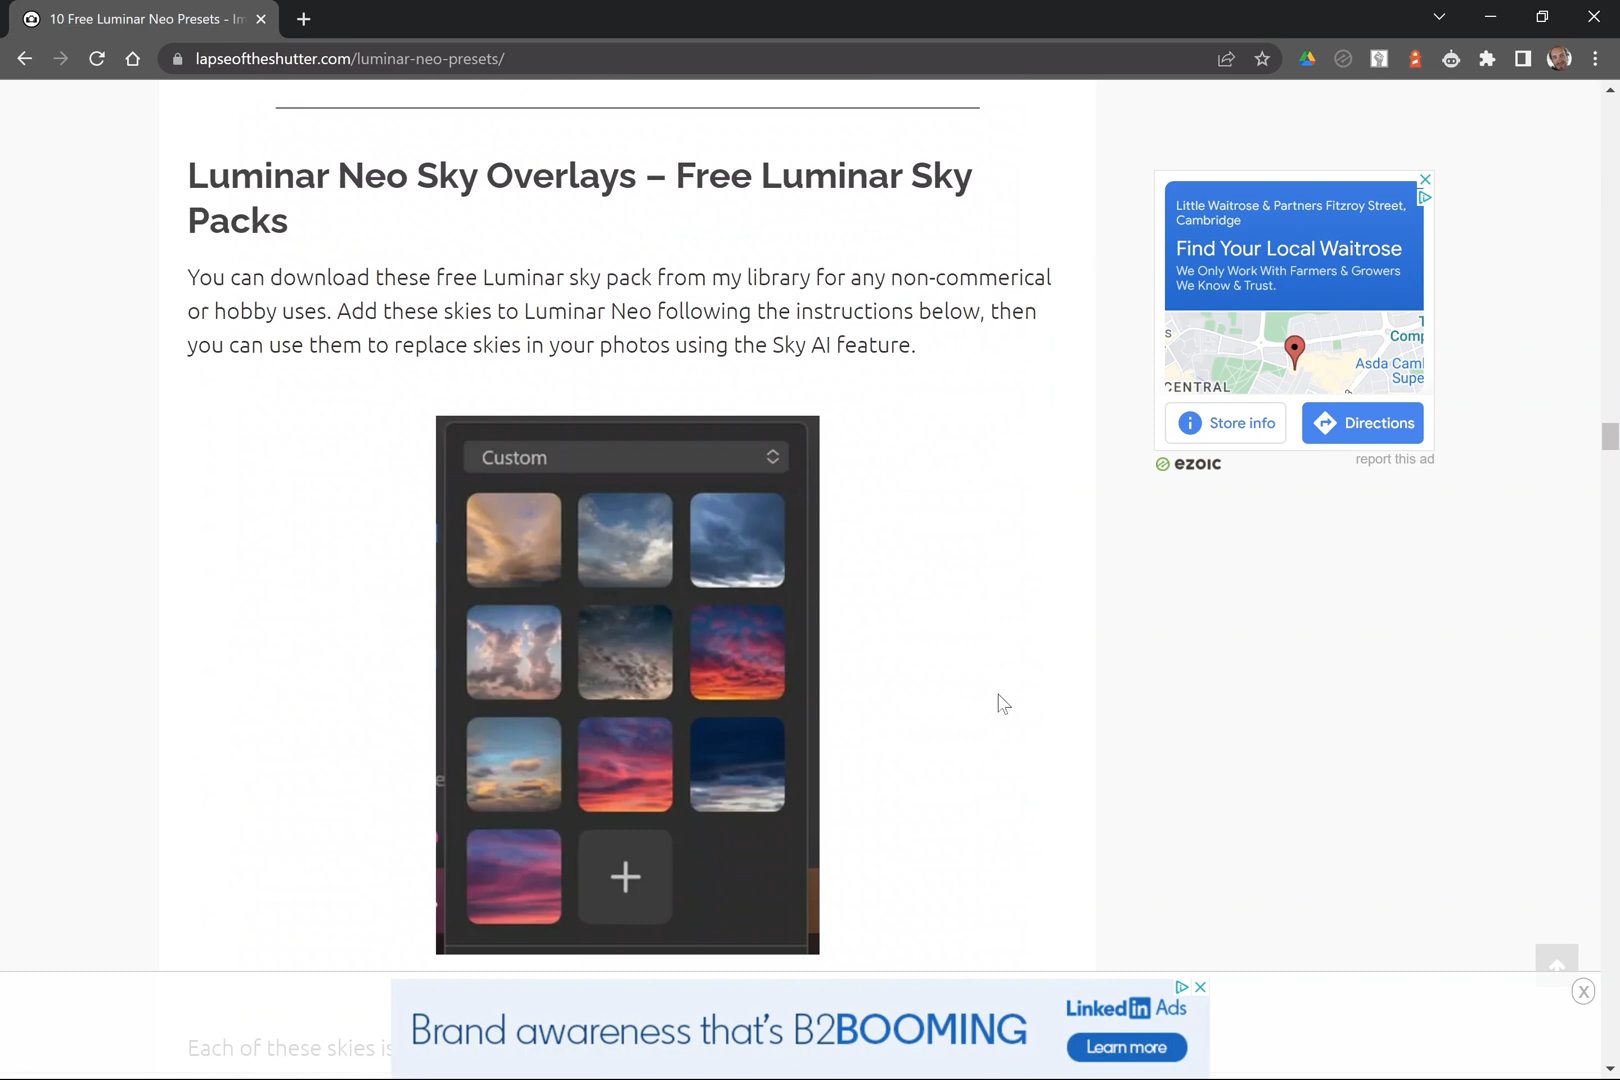 10 Free Luminar Neo Presets - Im
lapseoftheshutter.com/luminar-neo-presets/
Luminar Neo Sky Overlays – Free Luminar Sky
Packs
You can download these free Luminar sky pack from my library for any non-commerical
or hobby uses. Add these skies to Luminar Neo following the instructions below, then
you can use them to replace skies in your photos using the Sky AI feature.
Custom
Little Waitrose & Partners Fitzroy Street,
Cambridge
Find Your Local Waitrose
We Only Work With Farmers & Growers
We Know & Trust.
Asda Cam
Supe
CENTRAL
Store info
Directions
ezoic
report this ad
Each of these skies is
Brand awareness that's B2BOOMING
LinkedIn Ads
Learn more
X